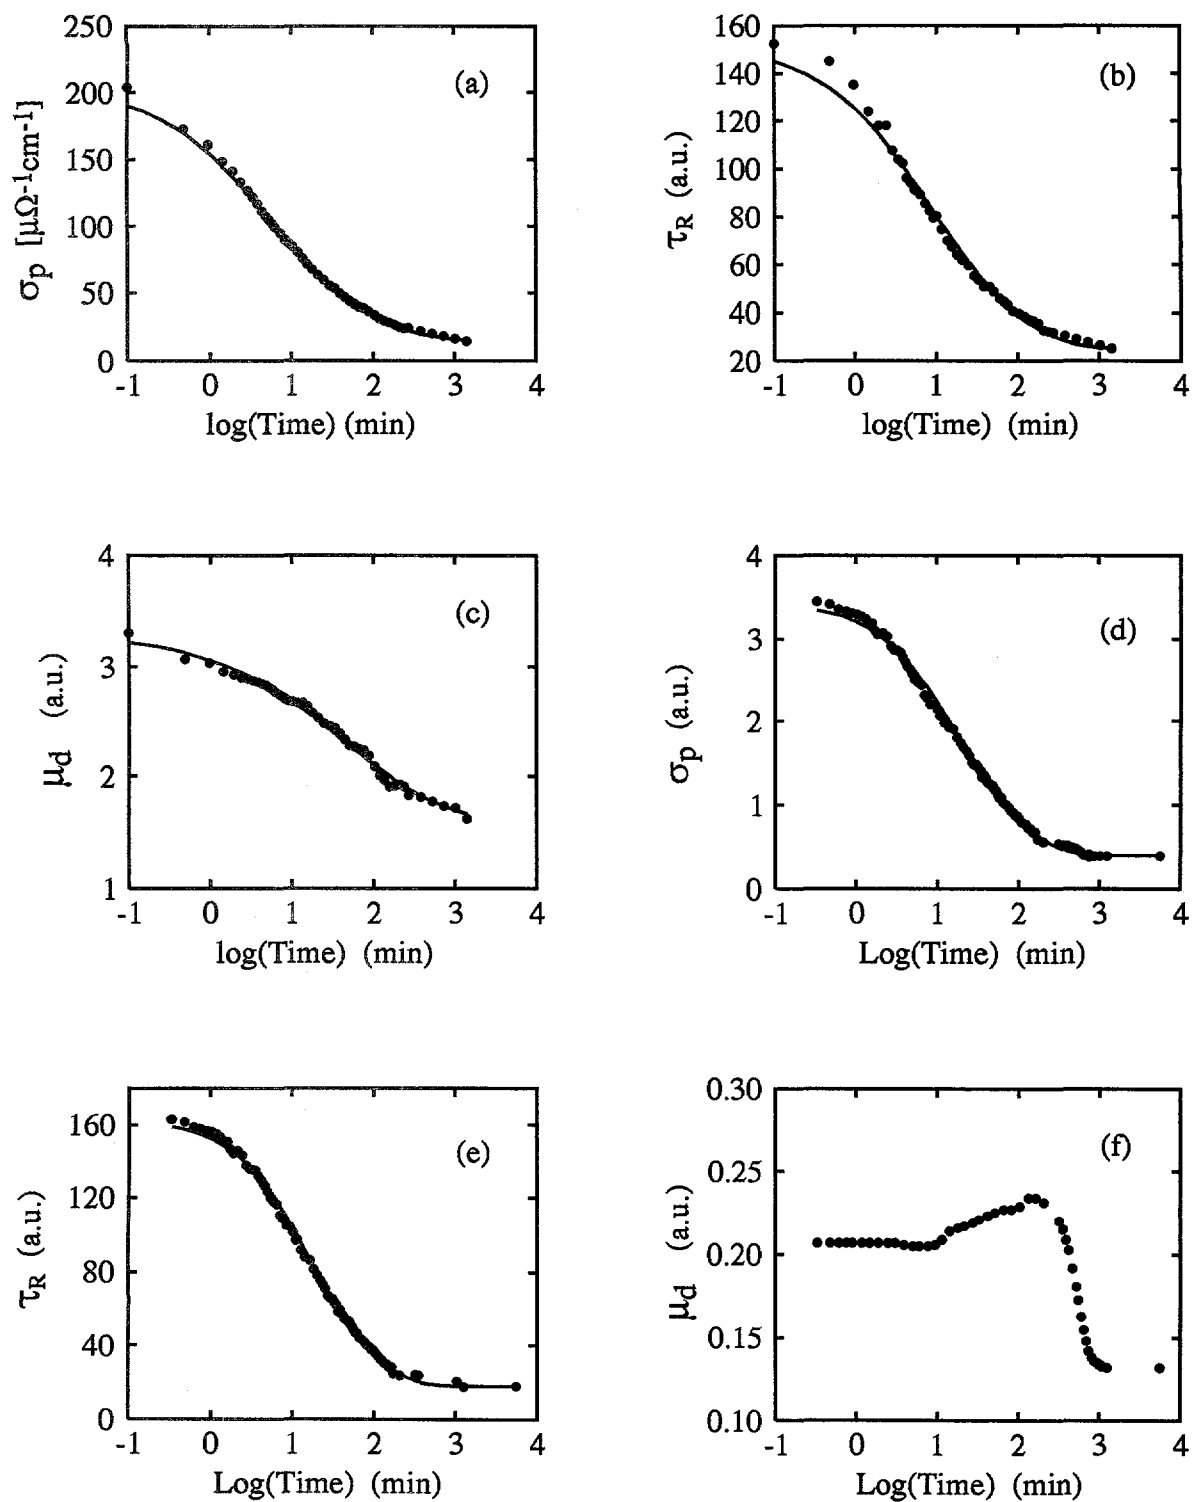 250
200
150
100
50
0
σp [μΩ-1cm-1]
(a)
-1 0 1 2 3 4
log(Time) (min)
160
140
120
100
80
60
40
20
τR (a.u.)
(b)
-1 0 1 2 3 4
log(Time) (min)
4
3
2
1
μd (a.u.)
(c)
-1 0 1 2 3 4
log(Time) (min)
4
3
2
1
0
σp (a.u.)
(d)
-1 0 1 2 3 4
Log(Time) (min)
160
120
80
40
0
τR (a.u.)
(e)
-1 0 1 2 3 4
Log(Time) (min)
0.30
0.25
0.20
0.15
0.10
μd (a.u.)
(f)
-1 0 1 2 3 4
Log(Time) (min)